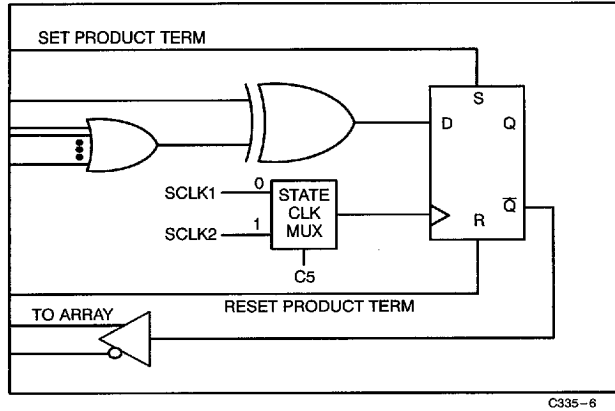 SET PRODUCT TERM
S
D
Q
SCLK1
0
STATE
CLK
MUX
SCLK2
1
Q̅
R
C5
RESET PRODUCT TERM
TO ARRAY
C335–6